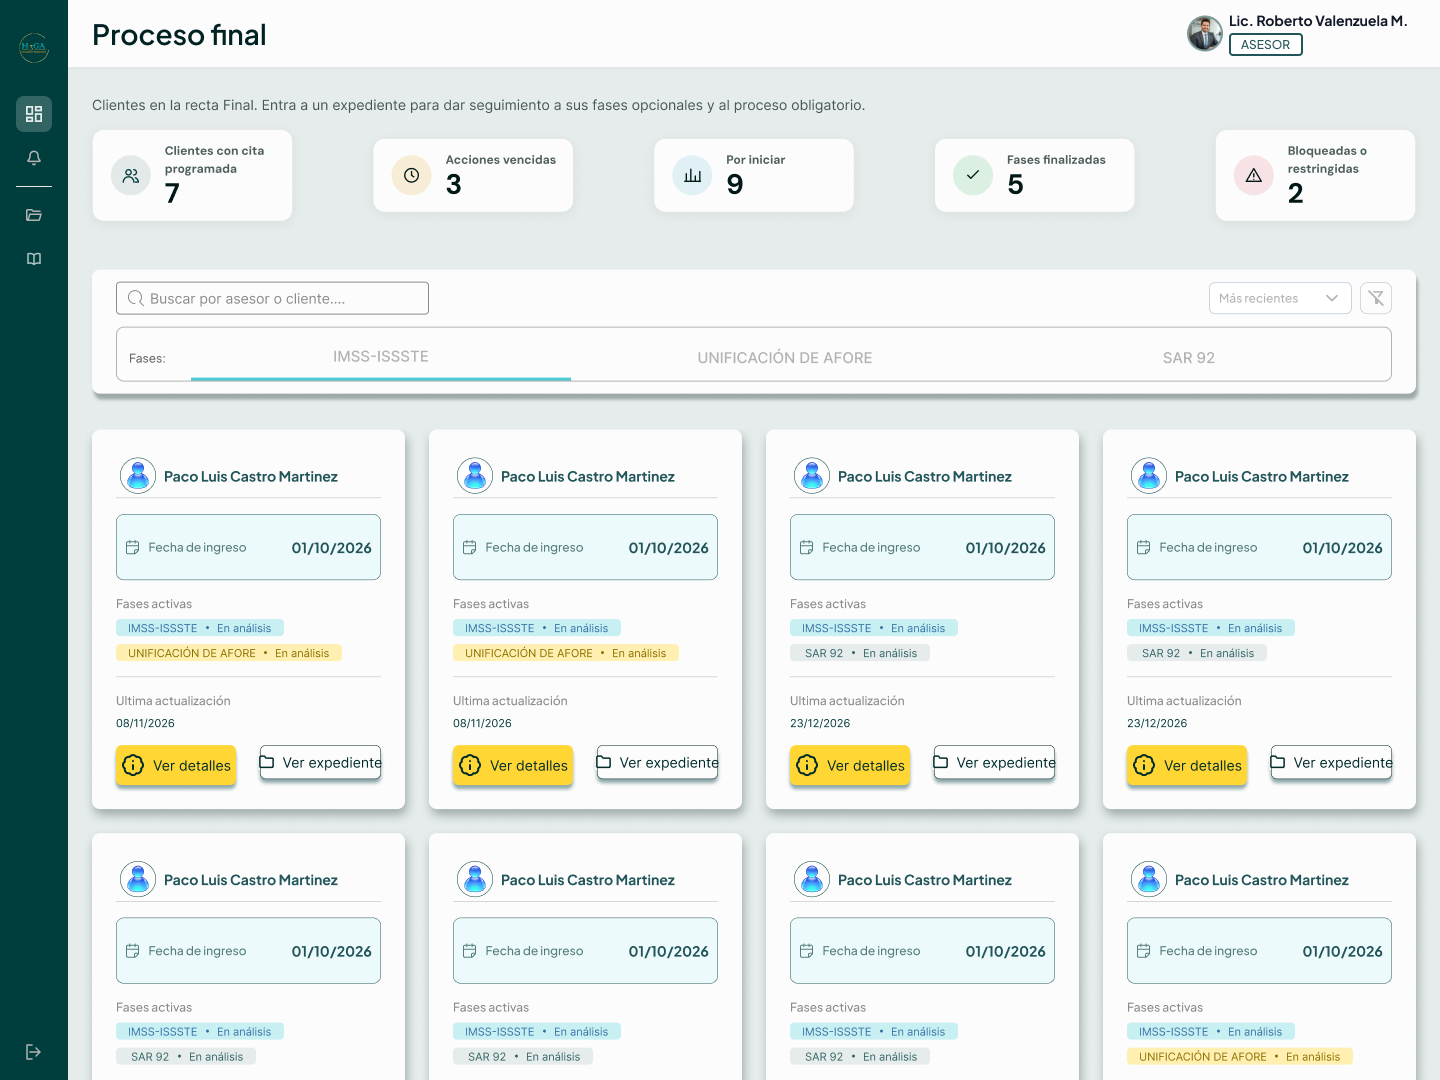 Proceso final
Lic. Roberto Valenzuela M.
ASESOR
Clientes en la recta Final. Entra a un expediente para dar seguimiento a sus fases opcionales y al proceso obligatorio.
Clientes con cita
programada
7
Acciones vencidas
3
Por iniciar
9
Fases finalizadas
5
Bloqueadas o
restringidas
2
Buscar por asesor o cliente....
Más recientes
Fases:
IMSS-ISSSTE
UNIFICACIÓN DE AFORE
SAR 92
Paco Luis Castro Martinez
Fecha de ingreso 01/10/2026
Fases activas
IMSS-ISSSTE • En análisis
UNIFICACIÓN DE AFORE • En análisis
Ultima actualización
08/11/2026
Ver detalles
Ver expediente
Paco Luis Castro Martinez
Fecha de ingreso 01/10/2026
Fases activas
IMSS-ISSSTE • En análisis
UNIFICACIÓN DE AFORE • En análisis
Ultima actualización
08/11/2026
Ver detalles
Ver expediente
Paco Luis Castro Martinez
Fecha de ingreso 01/10/2026
Fases activas
IMSS-ISSSTE • En análisis
SAR 92 • En análisis
Ultima actualización
23/12/2026
Ver detalles
Ver expediente
Paco Luis Castro Martinez
Fecha de ingreso 01/10/2026
Fases activas
IMSS-ISSSTE • En análisis
SAR 92 • En análisis
Ultima actualización
23/12/2026
Ver detalles
Ver expediente
Paco Luis Castro Martinez
Fecha de ingreso 01/10/2026
Fases activas
IMSS-ISSSTE • En análisis
SAR 92 • En análisis
Paco Luis Castro Martinez
Fecha de ingreso 01/10/2026
Fases activas
IMSS-ISSSTE • En análisis
SAR 92 • En análisis
Paco Luis Castro Martinez
Fecha de ingreso 01/10/2026
Fases activas
IMSS-ISSSTE • En análisis
SAR 92 • En análisis
Paco Luis Castro Martinez
Fecha de ingreso 01/10/2026
Fases activas
IMSS-ISSSTE • En análisis
UNIFICACIÓN DE AFORE • En análisis